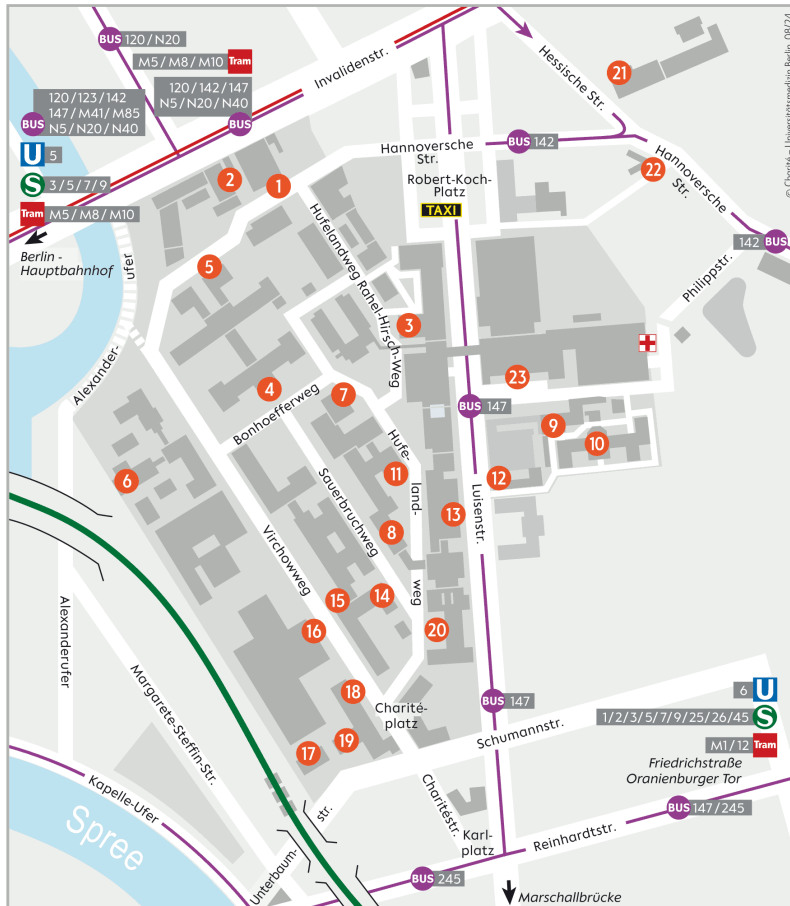 BUS 120 / N20
M5 / M8 / M10 Tram
120 / 123 / 142
147 / M41 / M85
N5 / N20 / N40
BUS
120 / 142 / 147
N5 / N20 / N40
BUS
U 5
S 3 / 5 / 7 / 9
Tram M5 / M8 / M10
Berlin -
Hauptbahnhof
Invalidenstr.
Hessische Str.
21
© Charité – Universitätsmedizin Berlin, 08/24
Hannoversche
Str.
BUS 142
Hannoversche
Str.
22
Robert-Koch-
Platz
TAXI
2
1
142 BUS
Philippstr.
5
Hufelandweg
Rahel-Hirsch-Weg
Alexander-
ufer
3
23
4
7
Bonhoefferweg
BUS 147
9
10
6
11
Hufe-
land-
weg
Sauerbruchweg
12
13
Luisenstr.
8
Virchowweg
14
15
16
20
Alexanderufer
Margarete-Steffin-Str.
18
Charité-
platz
19
17
BUS 147
Schumannstr.
6 U
1/2/3/5/7/9/25/26/45 S
M1 / 12 Tram
Friedrichstraße
Oranienburger Tor
Kapelle-Ufer
Spree
Unterbaum-
str.
Charitéstr.
Karl-
platz
Reinhardtstr.
BUS 147 / 245
BUS 245
Marschallbrücke